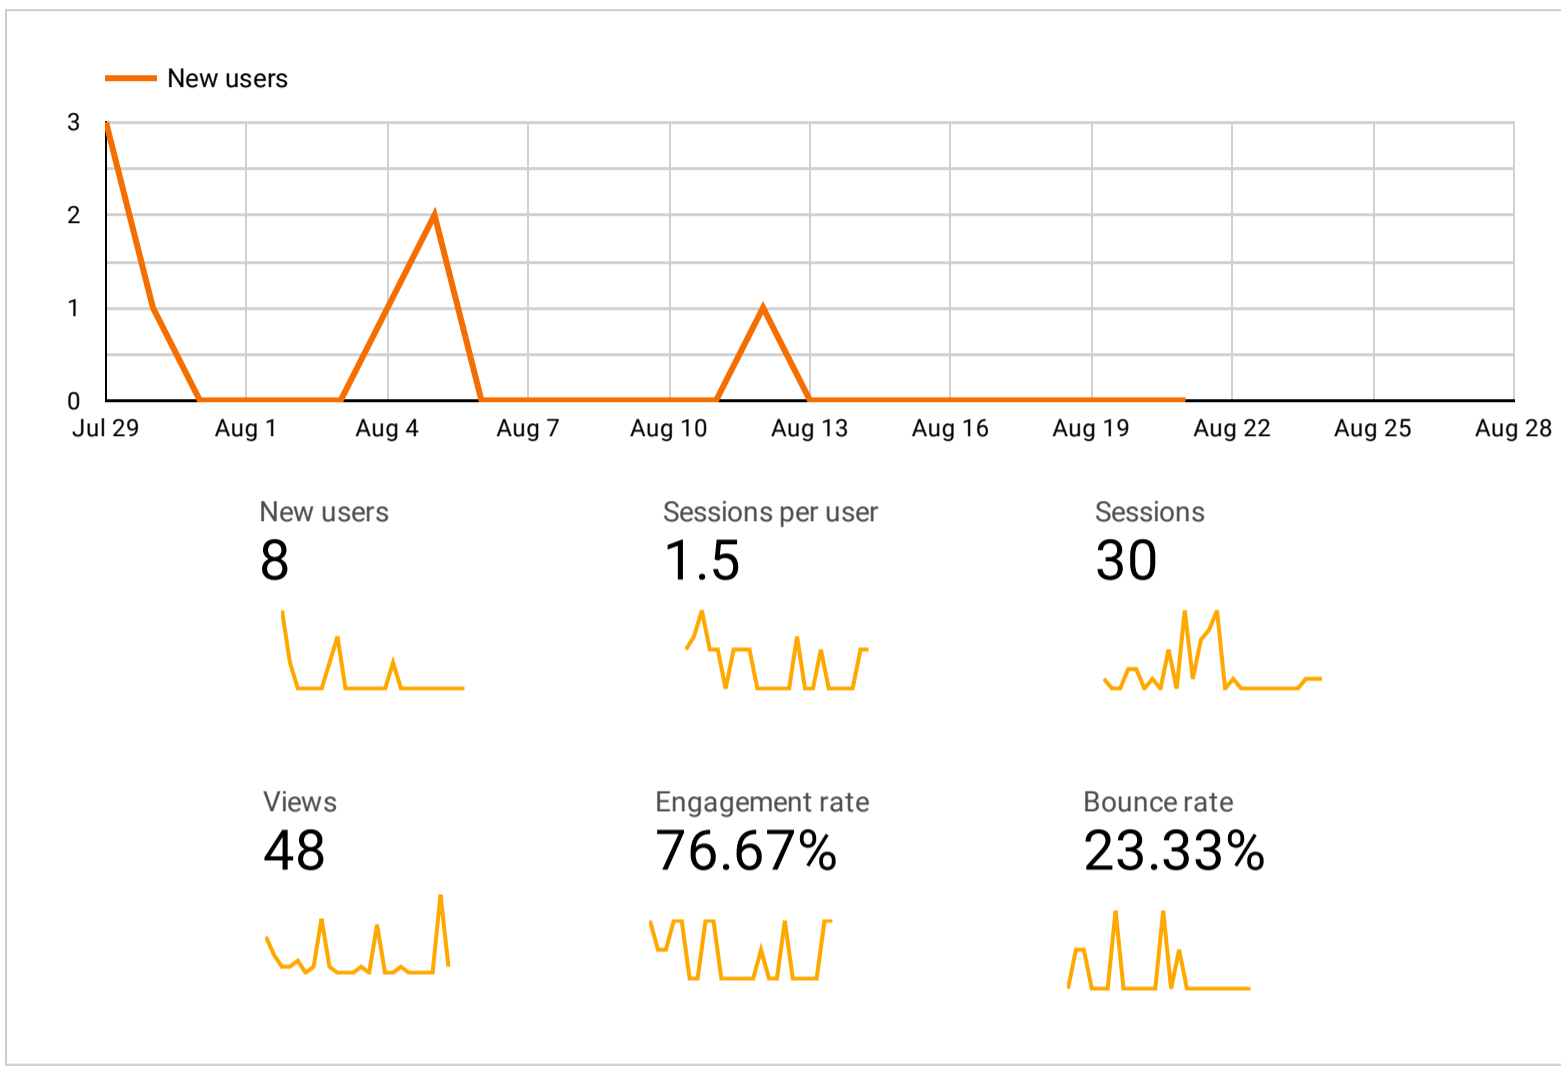 New users
3
2
1
0
Jul 29 Aug 1 Aug 4 Aug 7 Aug 10 Aug 13 Aug 16 Aug 19 Aug 22 Aug 25 Aug 28
New users Sessions per user Sessions
8 1.5 30
Views Engagement rate Bounce rate
48 76.67% 23.33%